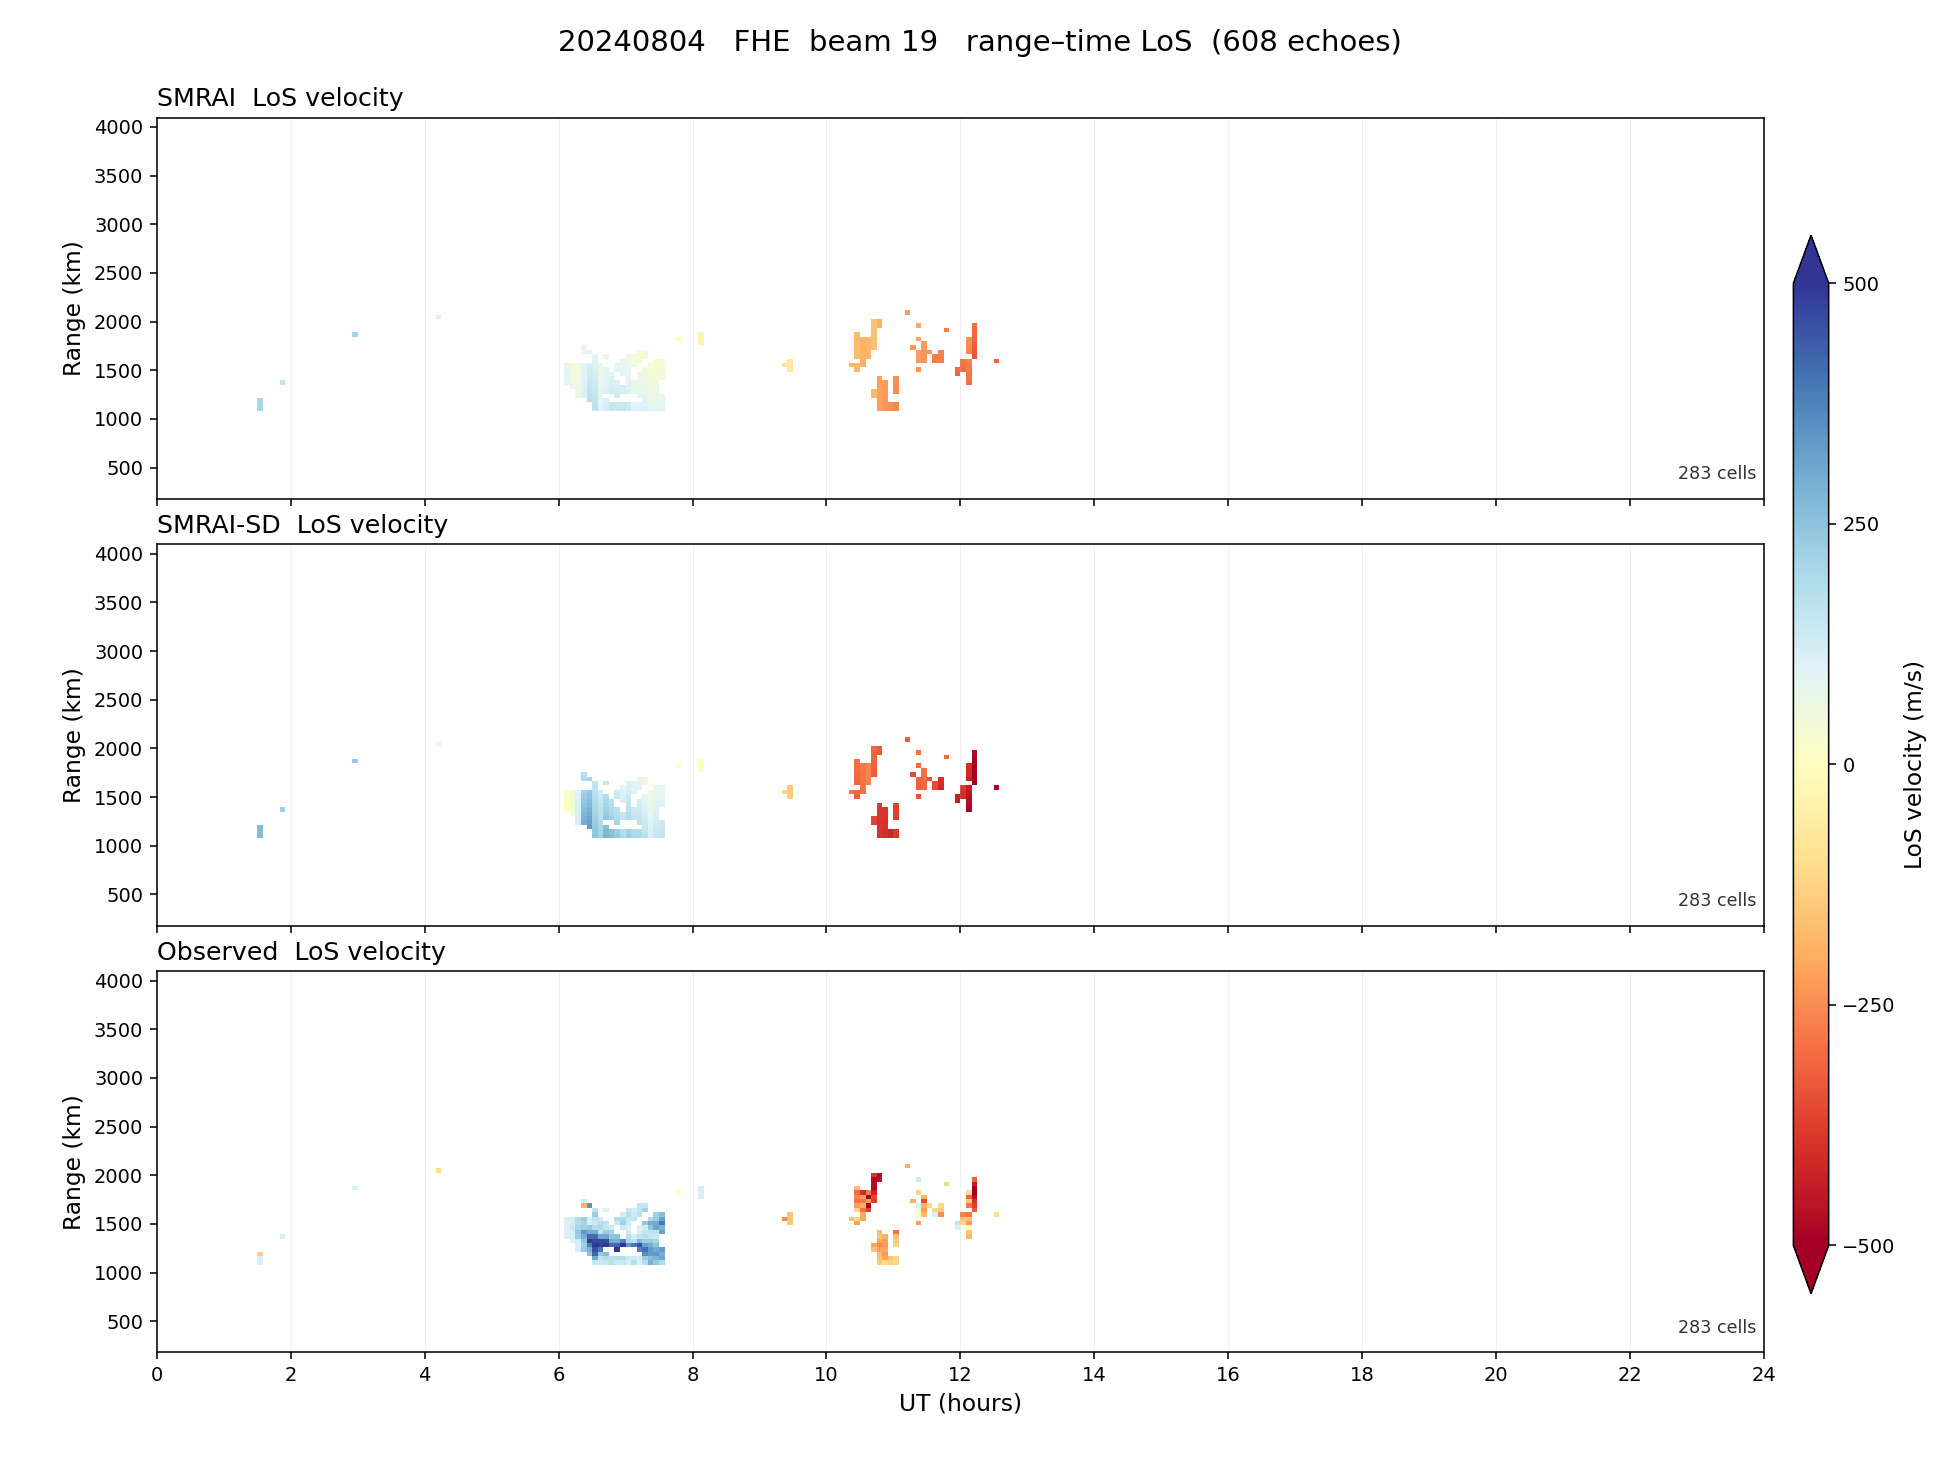 20240804   FHE  beam 19   range–time LoS  (608 echoes)
SMRAI  LoS velocity
4000
3500
3000
2500
2000
1500
1000
500
Range (km)
283 cells
SMRAI-SD  LoS velocity
4000
3500
3000
2500
2000
1500
1000
500
Range (km)
283 cells
Observed  LoS velocity
4000
3500
3000
2500
2000
1500
1000
500
Range (km)
283 cells
0 2 4 6 8 10 12 14 16 18 20 22 24
UT (hours)
500
250
0
−250
−500
LoS velocity (m/s)